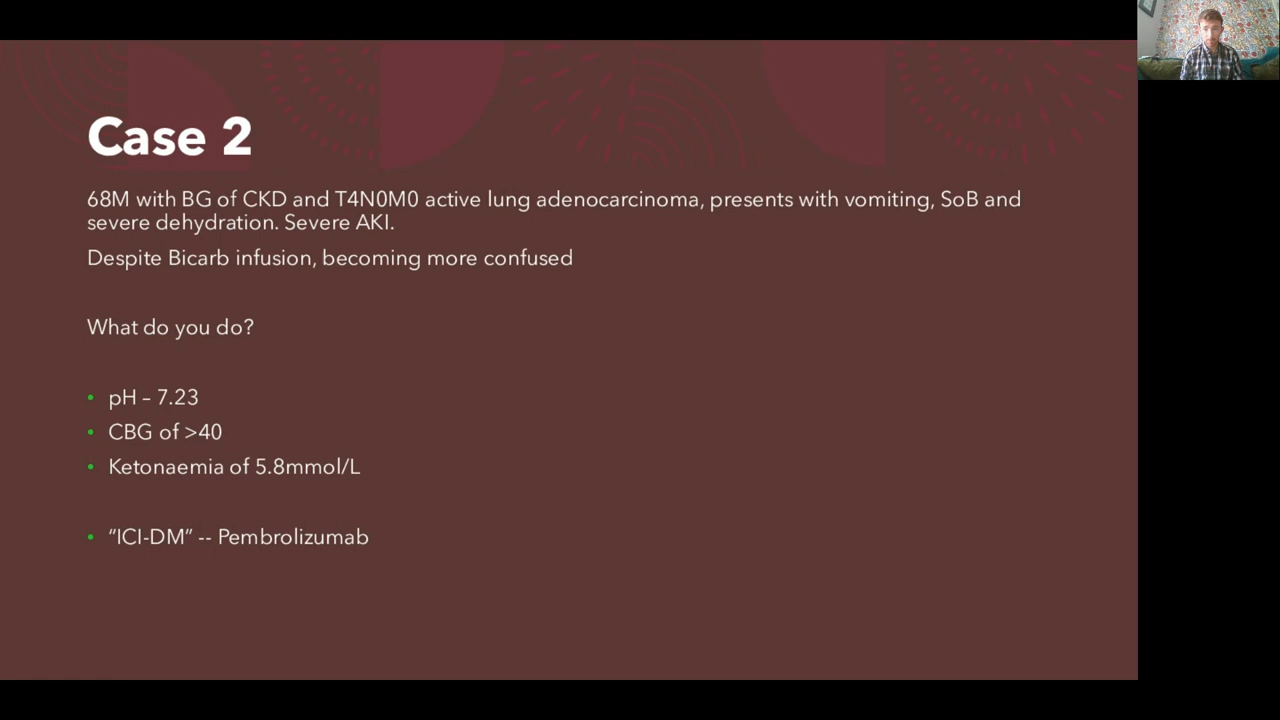 Case 2
68M with BG of CKD and T4N0M0 active lung adenocarcinoma, presents with vomiting, SoB and
severe dehydration. Severe AKI.
Despite Bicarb infusion, becoming more confused
What do you do?
• pH – 7.23
• CBG of >40
• Ketonaemia of 5.8mmol/L
• “ICI-DM” -- Pembrolizumab